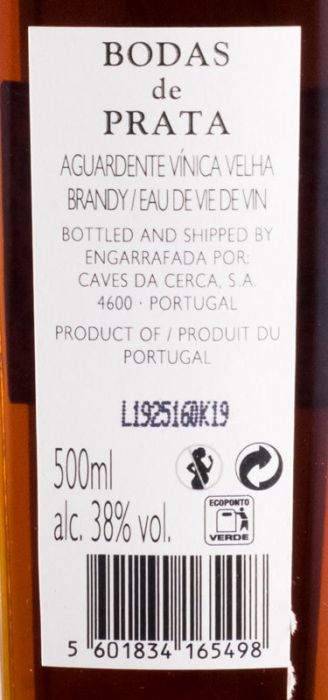 BODAS
de
PRATA
AGUARDENTE VÍNICA VELHA
BRANDY / EAU DE VIE DE VIN
BOTTLED AND SHIPPED BY
ENGARRAFADA POR:
CAVES DA CERCA, S.A.
4600 · PORTUGAL
PRODUCT OF / PRODUIT DU
PORTUGAL
L1925160K19
500ml
alc. 38% vol.
ECOPONTO
VERDE
5 601834 165498